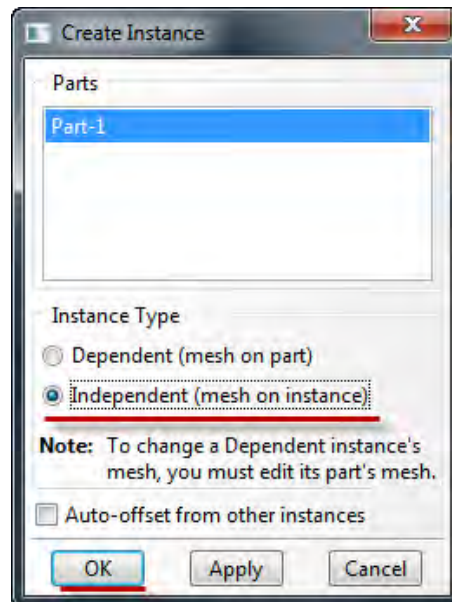 Create Instance
Parts
Part-1
Instance Type
Dependent (mesh on part)
Independent (mesh on instance)
Note: To change a Dependent instance's
mesh, you must edit its part's mesh.
Auto-offset from other instances
OK Apply Cancel